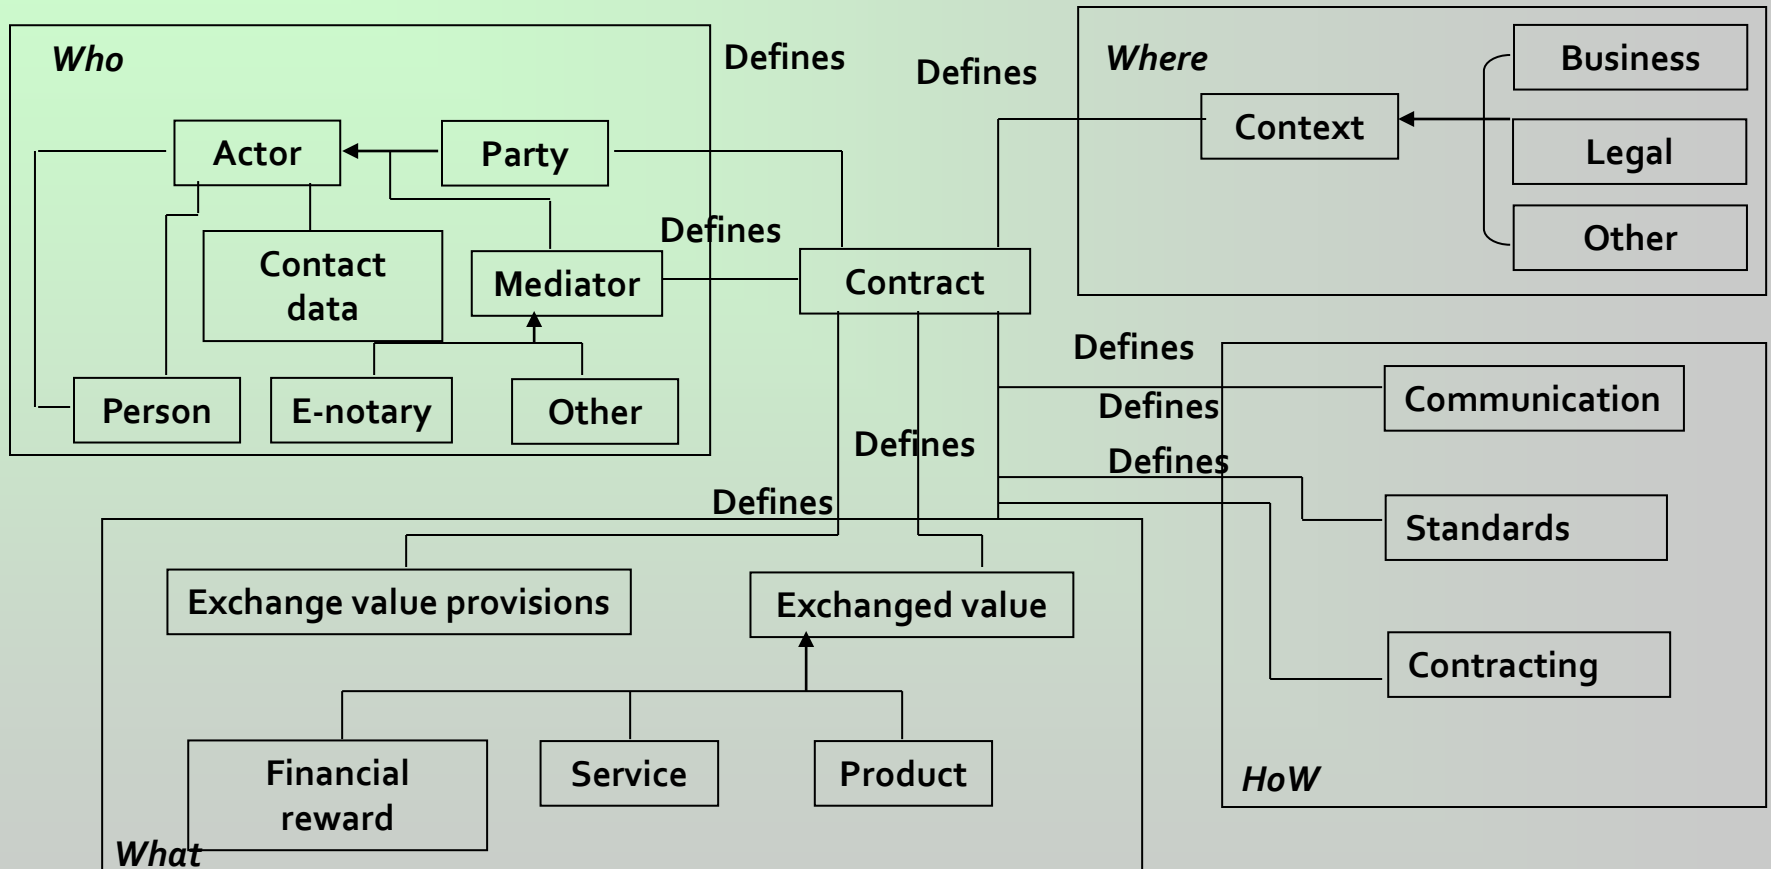 Who
Defines
Defines
Where
Business
Context
Actor
Party
Legal
Defines
Other
Contact
data
Mediator
Contract
Defines
Communication
Person
E-notary
Other
Defines
Defines
Defines
Defines
Standards
Exchange value provisions
Exchanged value
Contracting
Financial
reward
Service
Product
HoW
What